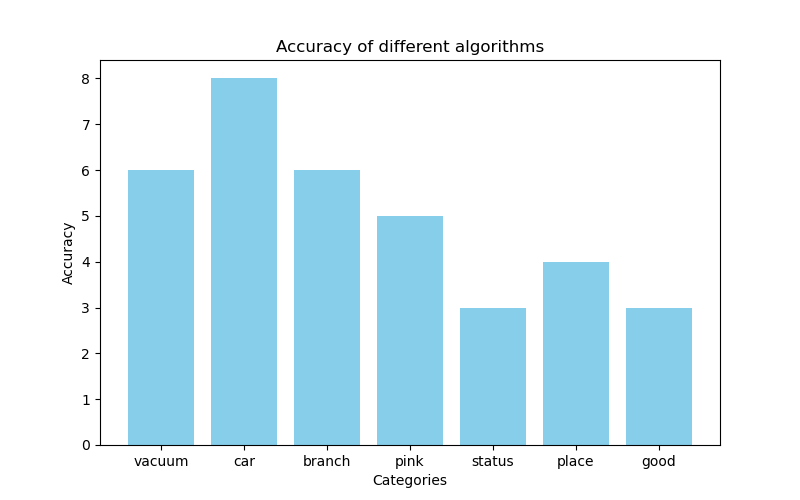 Accuracy of different algorithms
8
7
6
5
4
3
2
1
0
Accuracy
vacuum car branch pink status place good
Categories